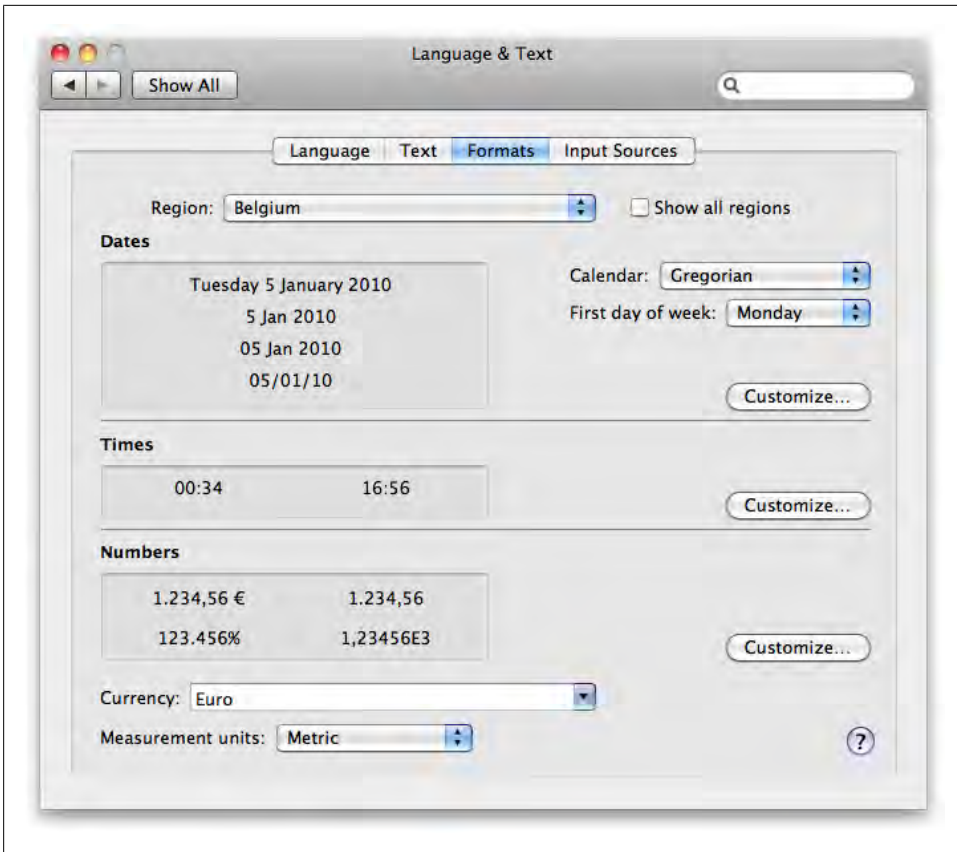 Language & Text
Show All
Language Text Formats Input Sources
Region: Belgium Show all regions
Dates
Tuesday 5 January 2010
5 Jan 2010
05 Jan 2010
05/01/10
Calendar: Gregorian
First day of week: Monday
Customize...
Times
00:34 16:56
Customize...
Numbers
1.234,56 € 1.234,56
123.456% 1,23456E3
Customize...
Currency: Euro
Measurement units: Metric
?